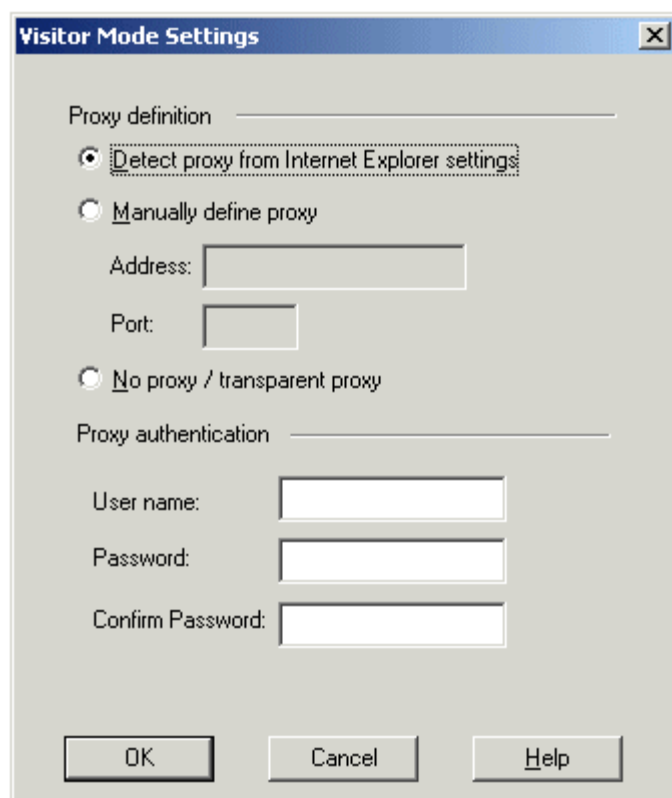 Visitor Mode Settings
Proxy definition
Detect proxy from Internet Explorer settings
Manually define proxy
Address:
Port:
No proxy / transparent proxy
Proxy authentication
User name:
Password:
Confirm Password:
OK Cancel Help